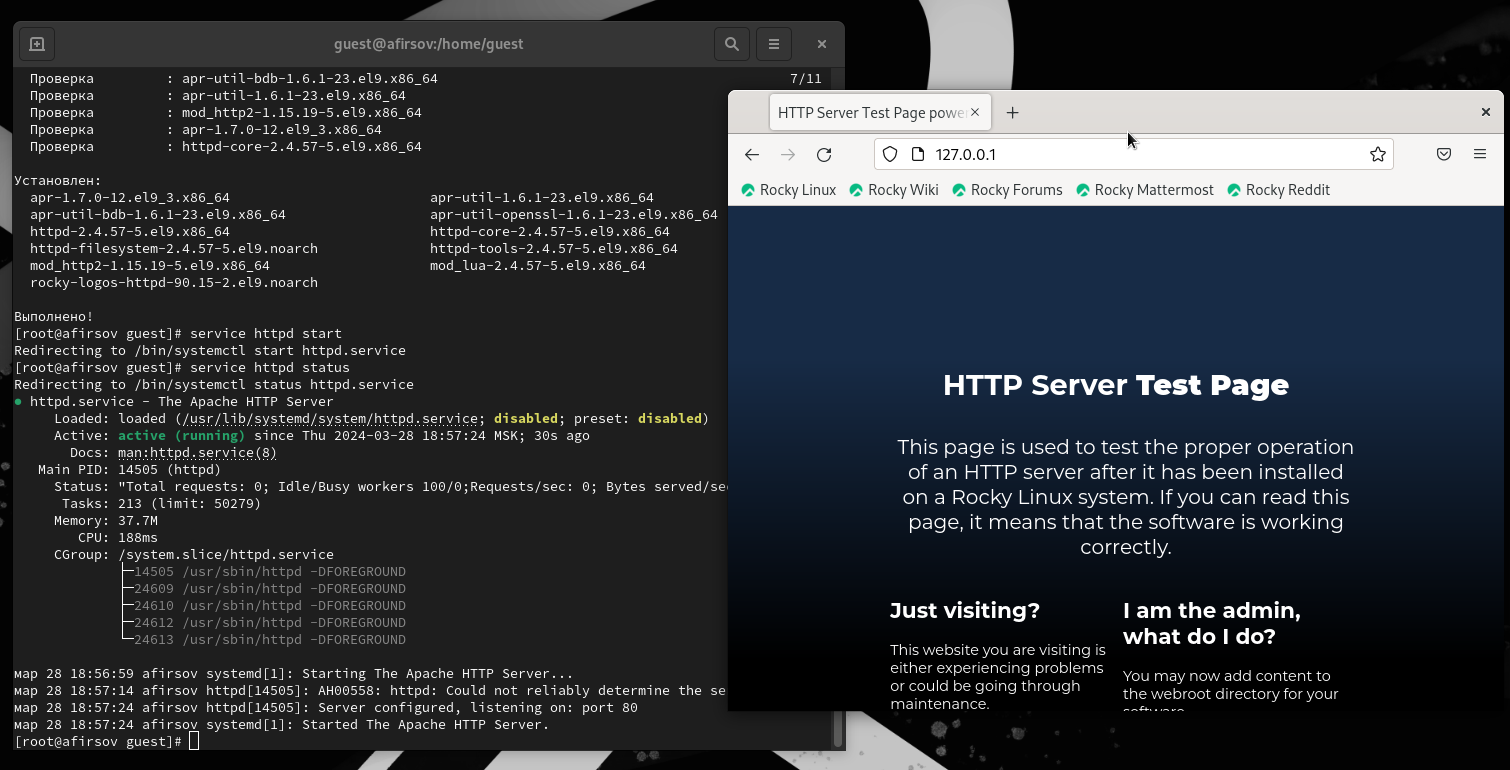 guest@afirsov:/home/guest
Проверка : apr-util-bdb-1.6.1-23.el9.x86_64 7/11
Проверка : apr-util-1.6.1-23.el9.x86_64
Проверка : mod_http2-1.15.19-5.el9.x86_64
Проверка : apr-1.7.0-12.el9_3.x86_64
Проверка : httpd-core-2.4.57-5.el9.x86_64
Установлен:
apr-1.7.0-12.el9_3.x86_64 apr-util-1.6.1-23.el9.x86_64
apr-util-bdb-1.6.1-23.el9.x86_64 apr-util-openssl-1.6.1-23.el9.x86_64
httpd-2.4.57-5.el9.x86_64 httpd-core-2.4.57-5.el9.x86_64
httpd-filesystem-2.4.57-5.el9.noarch httpd-tools-2.4.57-5.el9.x86_64
mod_http2-1.15.19-5.el9.x86_64 mod_lua-2.4.57-5.el9.x86_64
rocky-logos-httpd-90.15-2.el9.noarch
Выполнено!
[root@afirsov guest]# service httpd start
Redirecting to /bin/systemctl start httpd.service
[root@afirsov guest]# service httpd status
Redirecting to /bin/systemctl status httpd.service
● httpd.service - The Apache HTTP Server
Loaded: loaded (/usr/lib/systemd/system/httpd.service; disabled; preset: disabled)
Active: active (running) since Thu 2024-03-28 18:57:24 MSK; 30s ago
Docs: man:httpd.service(8)
Main PID: 14505 (httpd)
Status: "Total requests: 0; Idle/Busy workers 100/0;Requests/sec: 0; Bytes served/se
Tasks: 213 (limit: 50279)
Memory: 37.7M
CPU: 188ms
CGroup: /system.slice/httpd.service
├─14505 /usr/sbin/httpd -DFOREGROUND
├─24609 /usr/sbin/httpd -DFOREGROUND
├─24610 /usr/sbin/httpd -DFOREGROUND
├─24612 /usr/sbin/httpd -DFOREGROUND
└─24613 /usr/sbin/httpd -DFOREGROUND
мар 28 18:56:59 afirsov systemd[1]: Starting The Apache HTTP Server...
мар 28 18:57:14 afirsov httpd[14505]: AH00558: httpd: Could not reliably determine the se
мар 28 18:57:24 afirsov httpd[14505]: Server configured, listening on: port 80
мар 28 18:57:24 afirsov systemd[1]: Started The Apache HTTP Server.
[root@afirsov guest]#
HTTP Server Test Page powe
127.0.0.1
Rocky Linux Rocky Wiki Rocky Forums Rocky Mattermost Rocky Reddit
HTTP Server Test Page
This page is used to test the proper operation
of an HTTP server after it has been installed
on a Rocky Linux system. If you can read this
page, it means that the software is working
correctly.
Just visiting?
This website you are visiting is
either experiencing problems
or could be going through
maintenance.
I am the admin,
what do I do?
You may now add content to
the webroot directory for your
software.